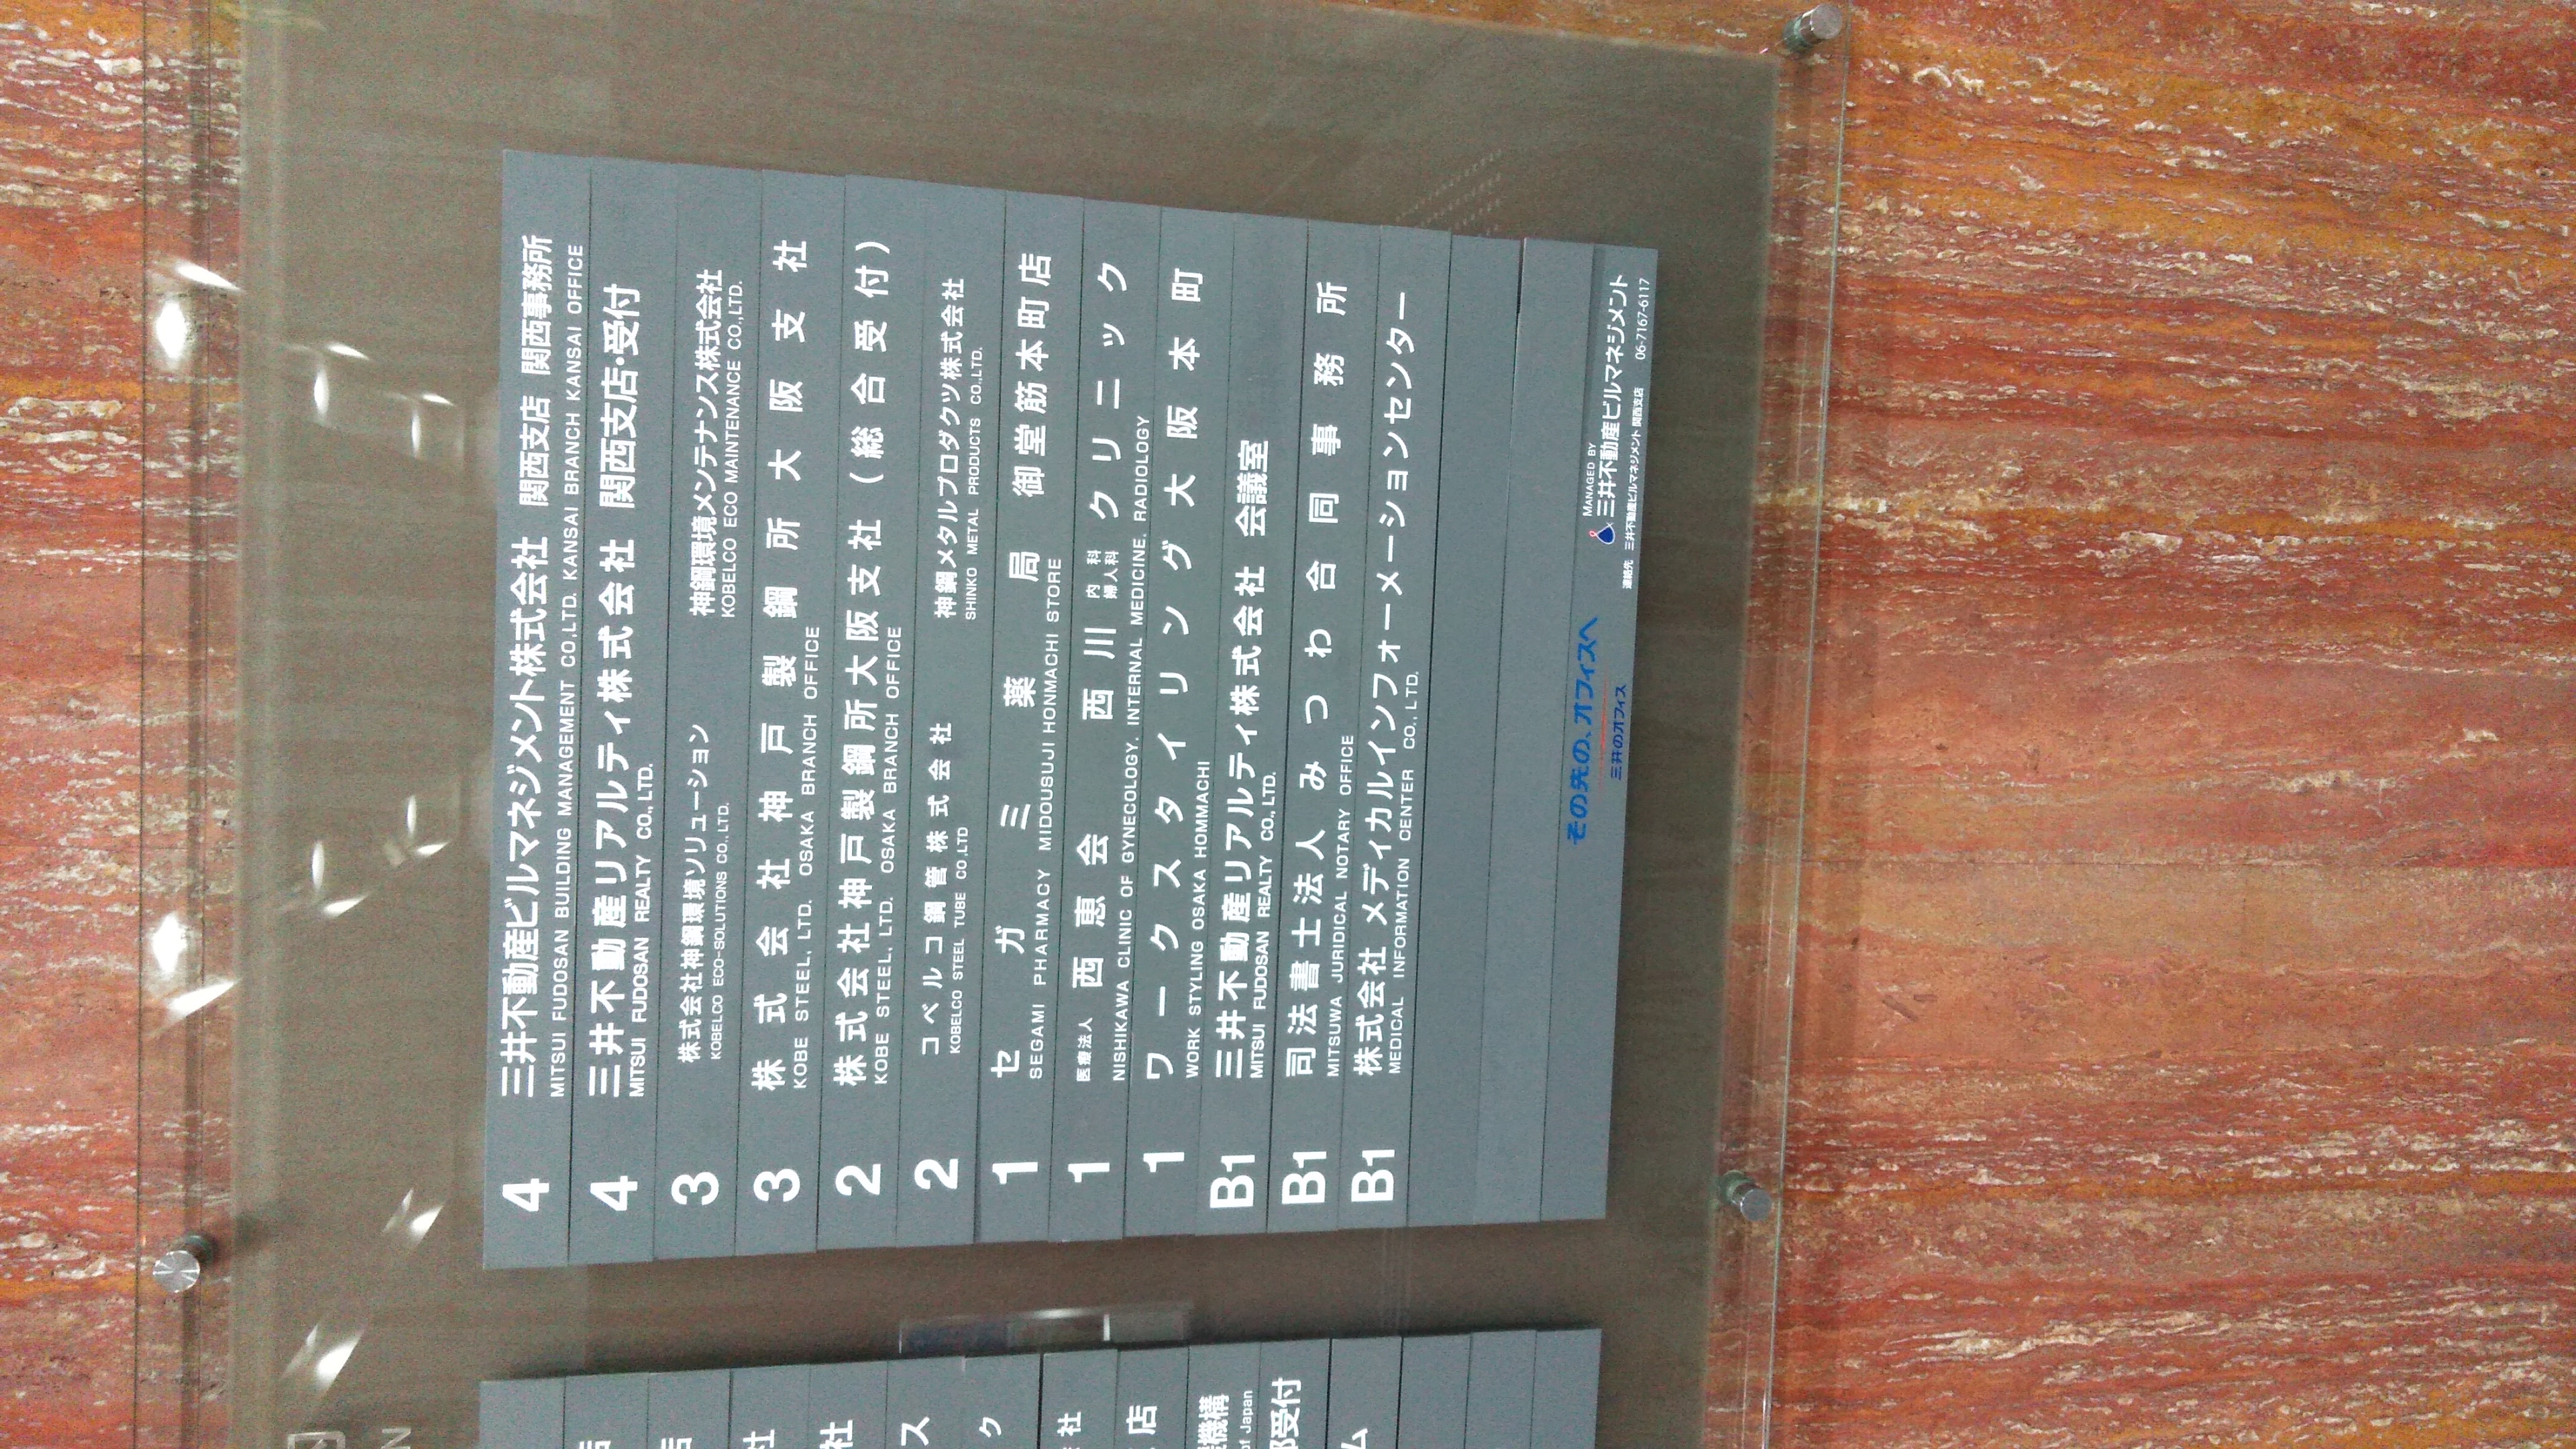 内
N
店
店
社
社
ス
ク
社
店
機構
of Japan
部受付
ム
4 三井不動産ビルマネジメント株式会社 関西支店 関西事務所
MITSUI FUDOSAN BUILDING MANAGEMENT CO,LTD. KANSAI BRANCH KANSAI OFFICE
4 三井不動産リアルティ株式会社 関西支店・受付
MITSUI FUDOSAN REALTY CO., LTD.
3 株式会社神鋼環境ソリューション 神鋼環境メンテナンス株式会社
KOBELCO ECO-SOLUTIONS CO., LTD. KOBELCO ECO MAINTENANCE CO.,LTD.
3 株式会社神戸製鋼所大阪支社
KOBE STEEL, LTD. OSAKA BRANCH OFFICE
2 株式会社神戸製鋼所大阪支社(総合受付)
KOBE STEEL, LTD. OSAKA BRANCH OFFICE
2 コベルコ鋼管株式会社 神鋼メタルプロダクツ株式会社
KOBELCO STEEL TUBE CO.,LTD SHINKO METAL PRODUCTS CO.,LTD.
1 セガミ薬局 御堂筋本町店
SEGAMI PHARMACY MIDOUSUJI HONMACHI STORE
1 医療法人 西恵会 西川 内科 婦人科 クリニック
NISHIKAWA CLINIC OF GYNECOLOGY. INTERNAL MEDICINE. RADIOLOGY
1 ワークスタイリング大阪本町
WORK STYLING OSAKA HOMMACHI
B1 三井不動産リアルティ株式会社 会議室
MITSUI FUDOSAN REALTY CO., LTD.
B1 司法書士法人 みつわ合同事務所
MITSUWA JURIDICAL NOTARY OFFICE
B1 株式会社 メディカルインフォーメーションセンター
MEDICAL INFORMATION CENTER CO., LTD.
その先の、オフィスへ
三井のオフィス
MANAGED BY
三井不動産ビルマネジメント
連絡先 三井不動産ビルマネジメント 関西支店 06-7167-6117